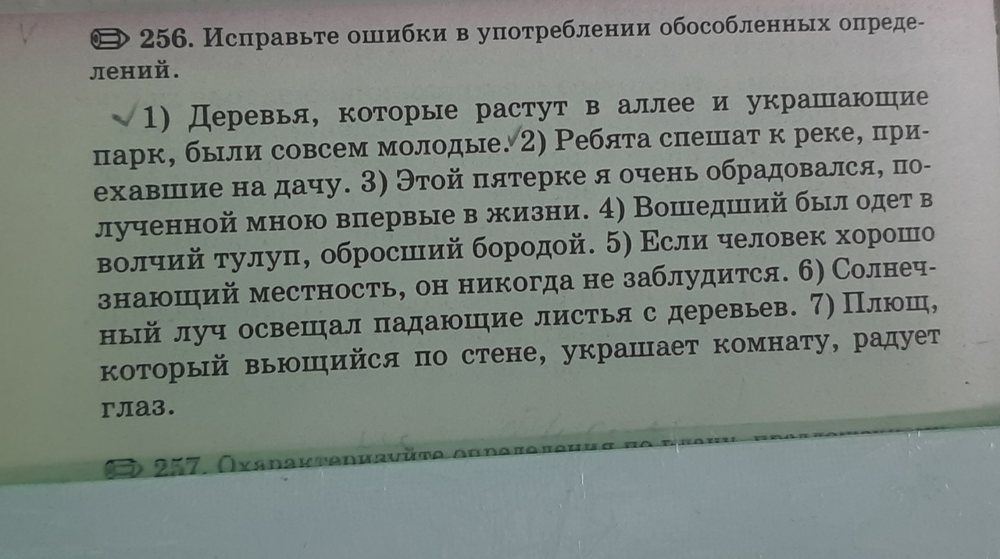 256. Исправьте ошибки в употреблении обособленных опреде-
лений.
1) Деревья, которые растут в аллее и украшающие
парк, были совсем молодые. 2) Ребята спешат к реке, при-
ехавшие на дачу. 3) Этой пятерке я очень обрадовался, по-
лученной мною впервые в жизни. 4) Вошедший был одет в
волчий тулуп, обросший бородой. 5) Если человек хорошо
знающий местность, он никогда не заблудится. 6) Солнеч-
ный луч освещал падающие листья с деревьев. 7) Плющ,
который вьющийся по стене, украшает комнату, радует
глаз.
257. Охарактеризуйте определения по плану,